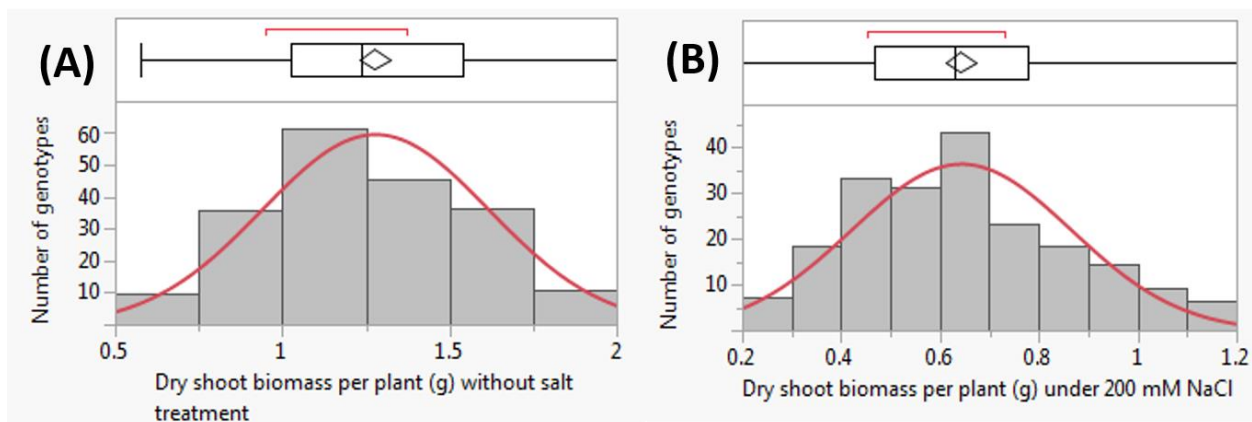 (A)
Number of genotypes
60
50
40
30
20
10
0.5 1 1.5 2
Dry shoot biomass per plant (g) without salt
treatment
(B)
Number of genotypes
40
30
20
10
0.2 0.4 0.6 0.8 1 1.2
Dry shoot biomass per plant (g) under 200 mM NaCl